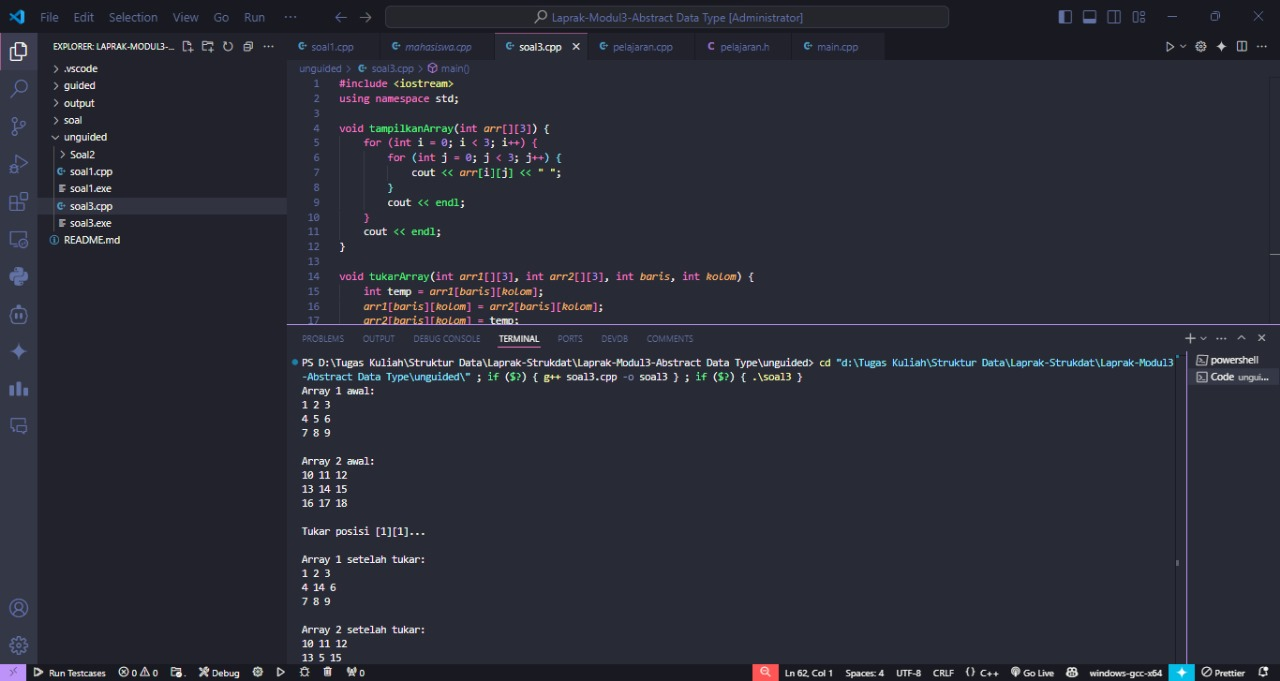 File Edit Selection View Go Run ··· ← → Laprak-Modul3-Abstract Data Type [Administrator]
EXPLORER: LAPRAK-MODUL3-... ···
.vscode
guided
output
soal
unguided
Soal2
soal1.cpp
soal1.exe
soal3.cpp
soal3.exe
README.md
soal1.cpp mahasiswa.cpp soal3.cpp pelajaran.cpp pelajaran.h main.cpp
unguided > soal3.cpp > main()
1 #include <iostream>
2 using namespace std;
3
4 void tampilkanArray(int arr[][3]) {
5 for (int i = 0; i < 3; i++) {
6 for (int j = 0; j < 3; j++) {
7 cout << arr[i][j] << " ";
8 }
9 cout << endl;
10 }
11 cout << endl;
12 }
13
14 void tukarArray(int arr1[][3], int arr2[][3], int baris, int kolom) {
15 int temp = arr1[baris][kolom];
16 arr1[baris][kolom] = arr2[baris][kolom];
17 arr2[baris][kolom] = temp;
PROBLEMS OUTPUT DEBUG CONSOLE TERMINAL PORTS DEVDB COMMENTS
PS D:\Tugas Kuliah\Struktur Data\Laprak-Strukdat\Laprak-Modul3-Abstract Data Type\unguided> cd "d:\Tugas Kuliah\Struktur Data\Laprak-Strukdat\Laprak-Modul3
-Abstract Data Type\unguided\" ; if ($?) { g++ soal3.cpp -o soal3 } ; if ($?) { .\soal3 }
Array 1 awal:
1 2 3
4 5 6
7 8 9
Array 2 awal:
10 11 12
13 14 15
16 17 18
Tukar posisi [1][1]...
Array 1 setelah tukar:
1 2 3
4 14 6
7 8 9
Array 2 setelah tukar:
10 11 12
13 5 15
powershell
Code ungui...
Run Testcases 0 0 Debug 0 Ln 62, Col 1 Spaces: 4 UTF-8 CRLF {} C++ Go Live windows-gcc-x64 Prettier